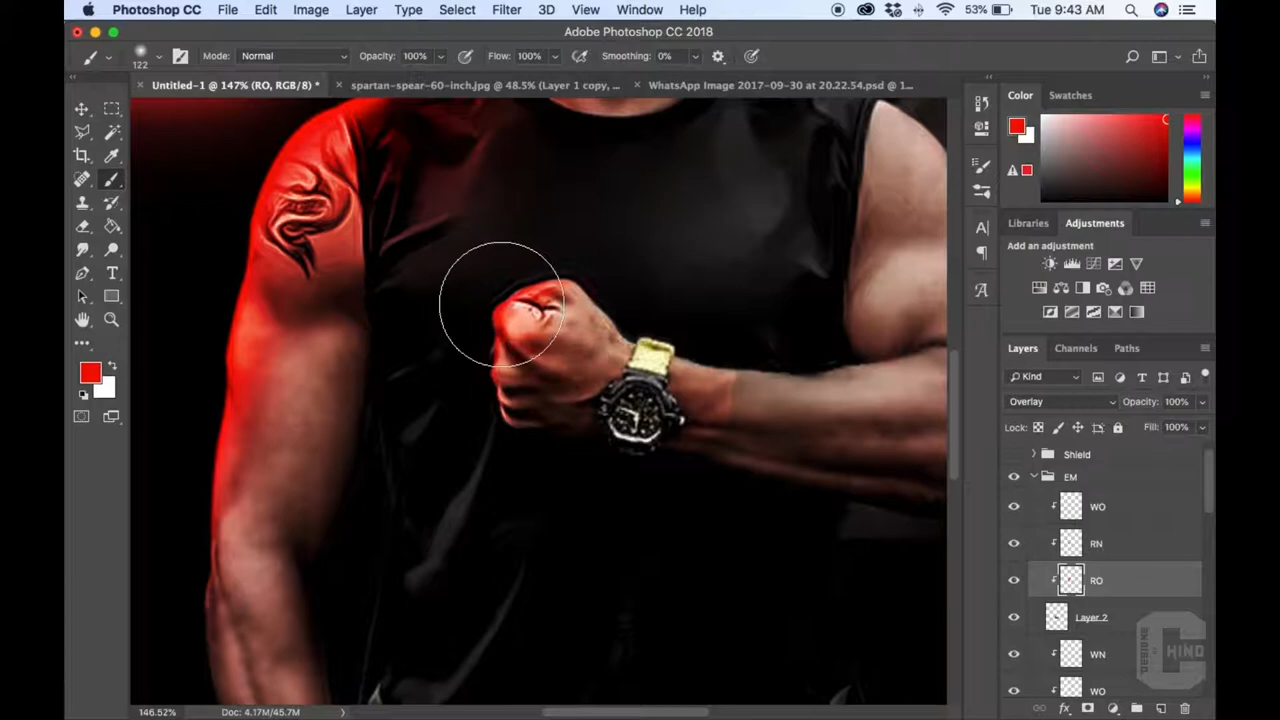 Photoshop CC File Edit Image Layer Type Select Filter 3D View Window Help 53% Tue 9:43 AM
Adobe Photoshop CC 2018
122 Mode: Normal Opacity: 100% Flow: 100% Smoothing: 0%
Untitled-1 @ 147% (RO, RGB/8) * spartan-spear-60-inch.jpg @ 48.5% (Layer 1 copy, ... WhatsApp Image 2017-09-30 at 20.22.54.psd @ 1...
Color Swatches
Libraries Adjustments
Add an adjustment
Layers Channels Paths
Kind
Overlay Opacity: 100%
Lock: Fill: 100%
Shield
EM
WO
RN
RO
Layer 2
WN
WO
CHIND
146.52% Doc: 4.17M/45.7M